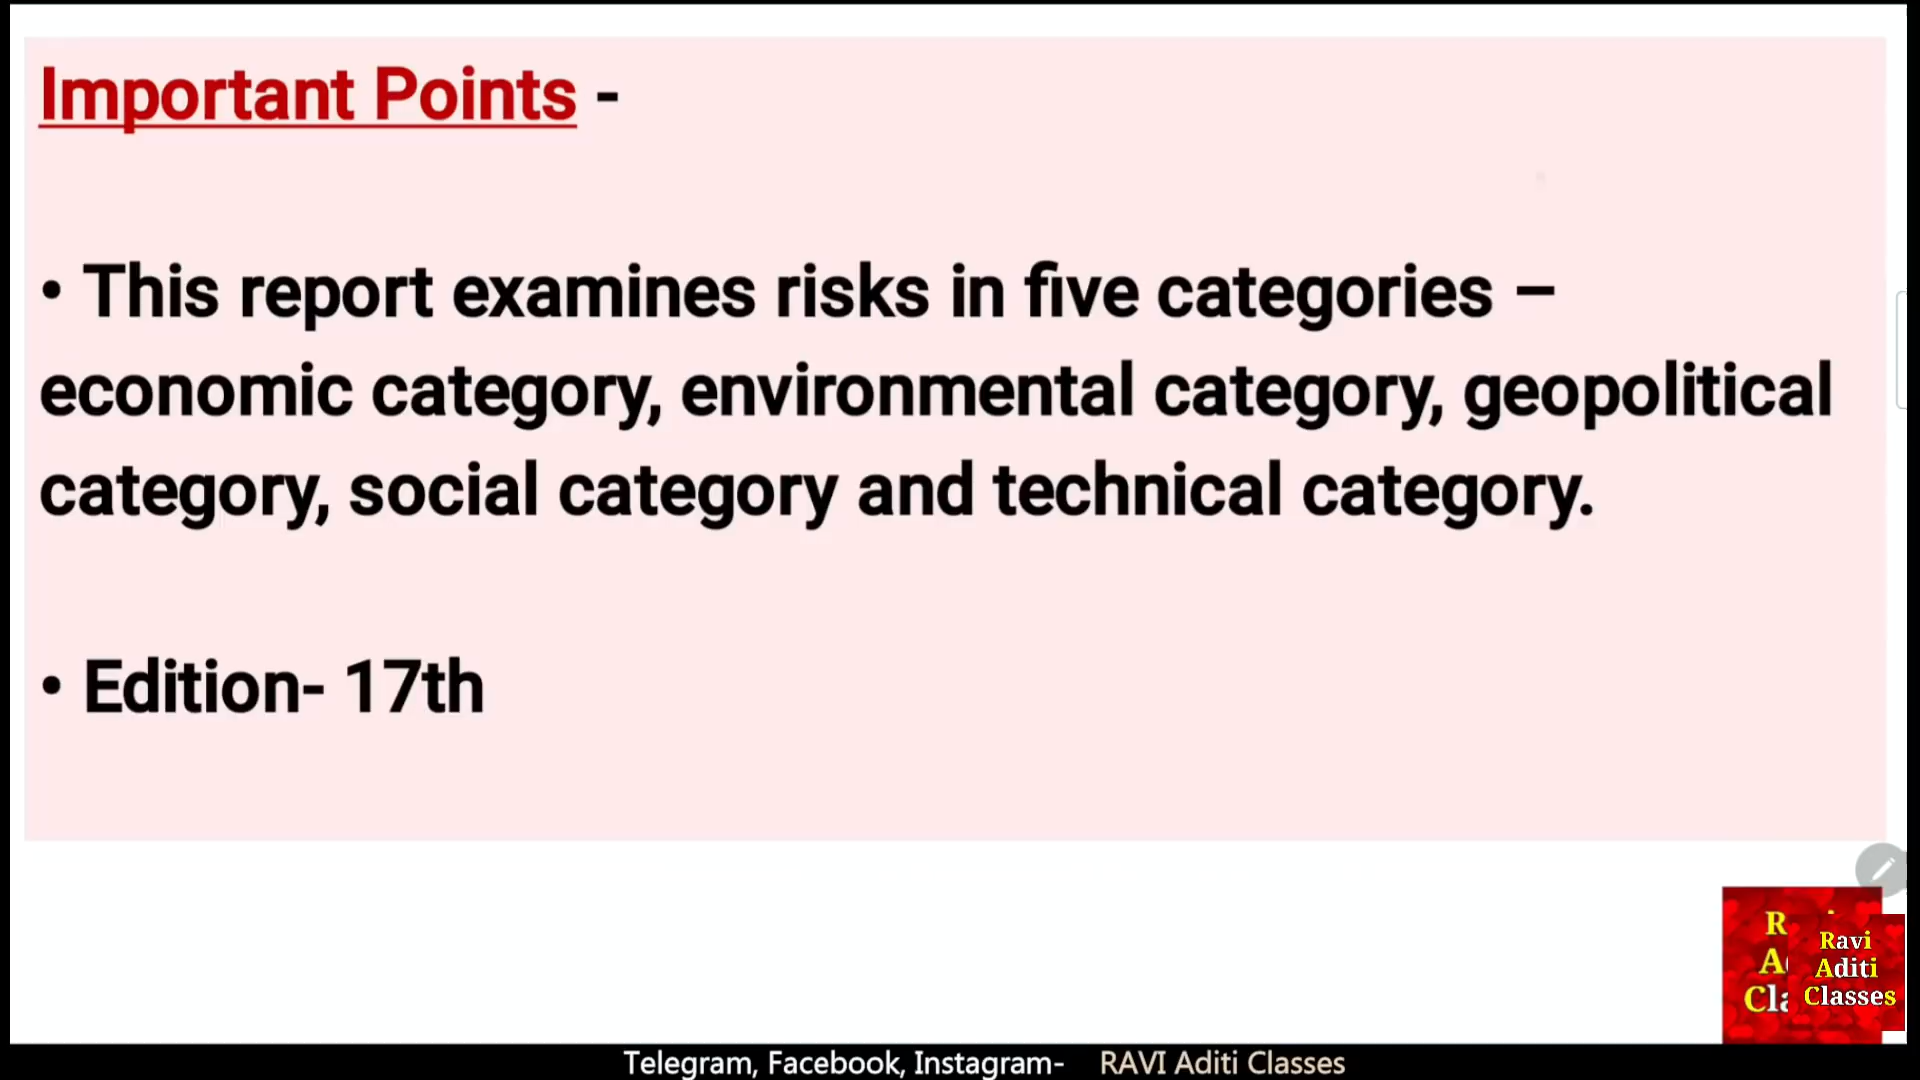 Important Points -
• This report examines risks in five categories –
economic category, environmental category, geopolitical
category, social category and technical category.
• Edition- 17th
R
A
Cla
Ravi
Aditi
Classes
Telegram, Facebook, Instagram- RAVI Aditi Classes